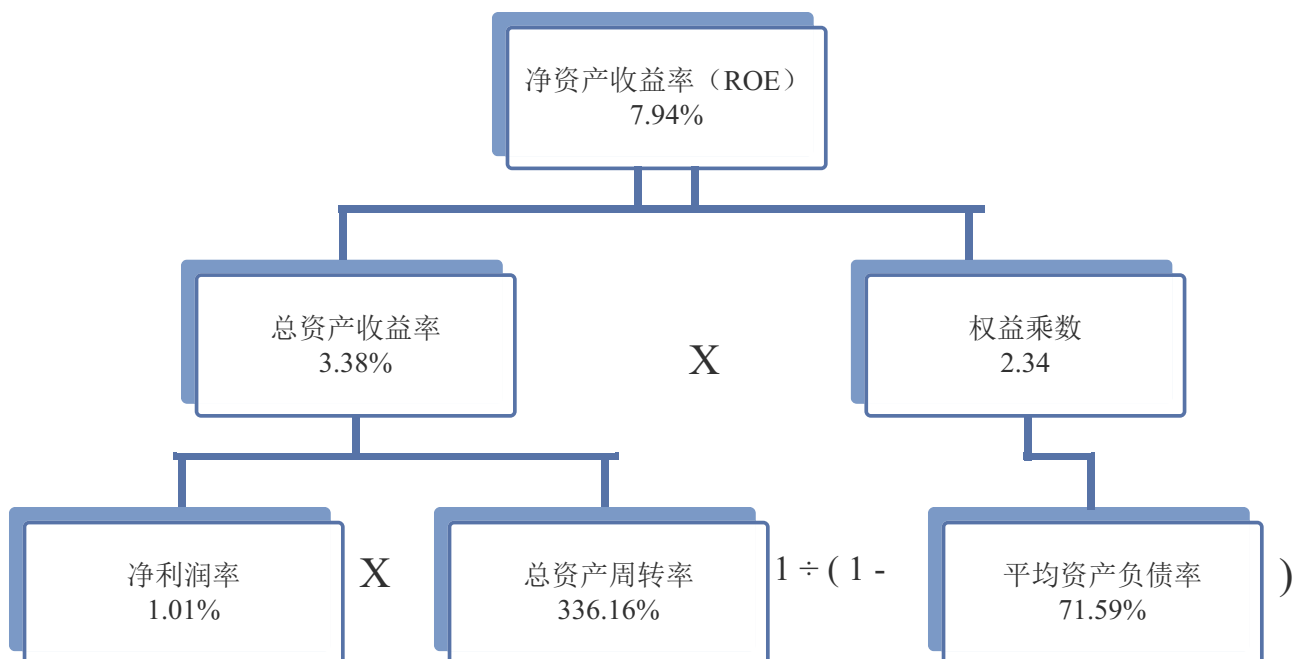 净资产收益率（ROE）
7.94%
总资产收益率
3.38%
X
权益乘数
2.34
净利润率
1.01%
X
总资产周转率
336.16%
1 ÷ ( 1 -
平均资产负债率
71.59%
)